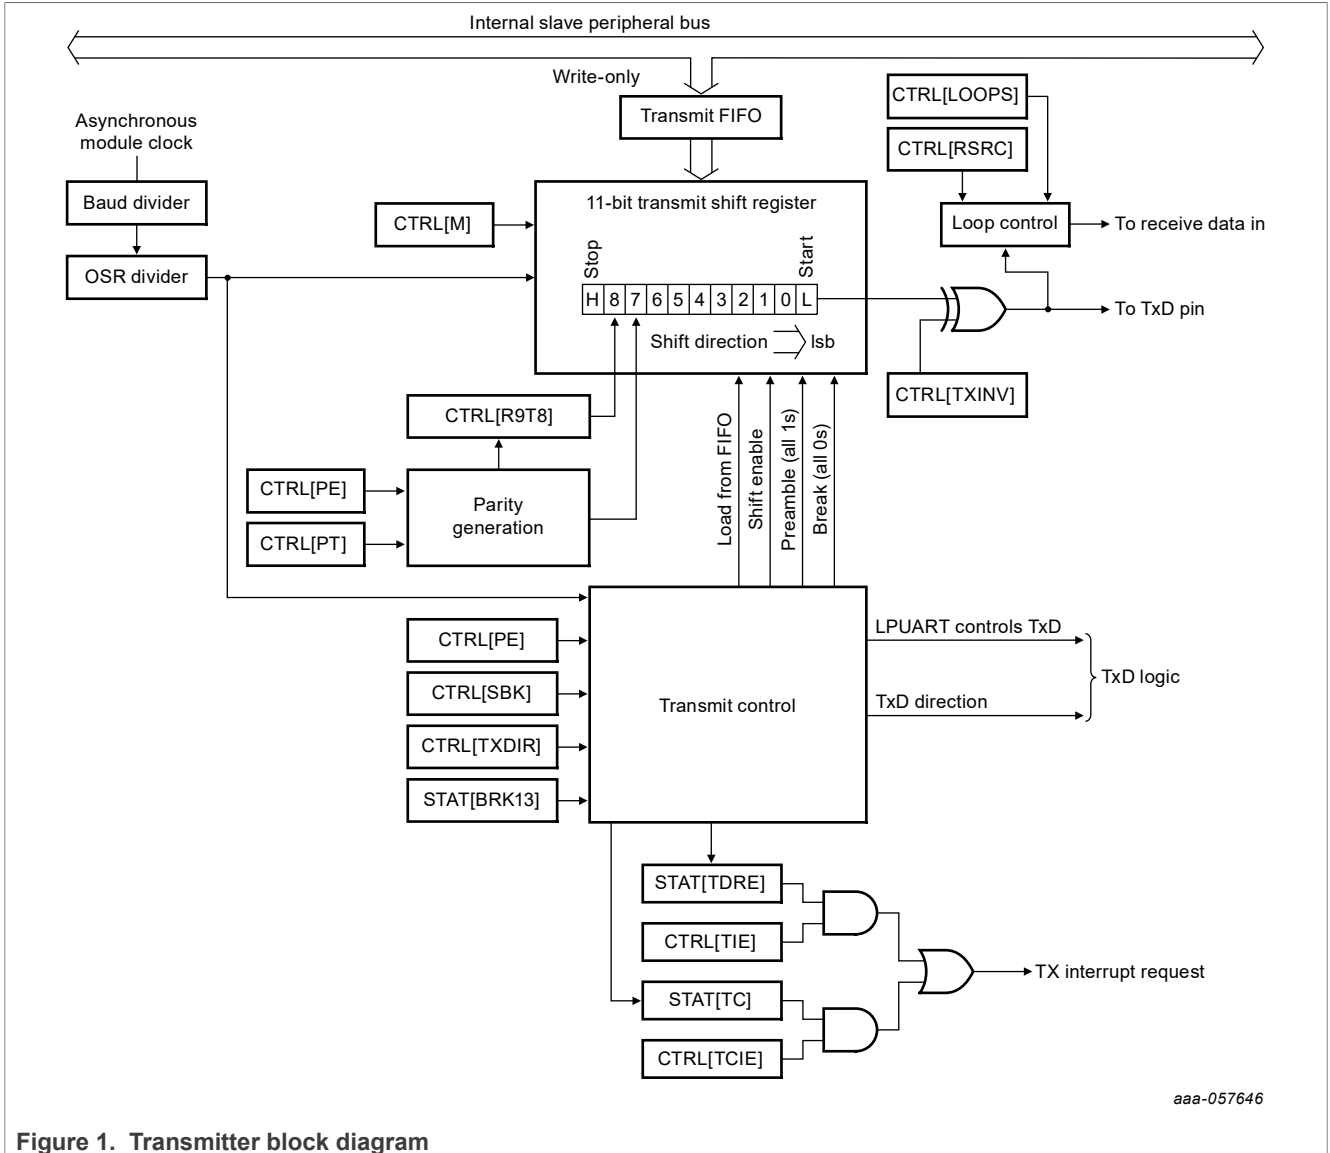 Internal slave peripheral bus
Write-only
Transmit FIFO
CTRL[LOOPS]
CTRL[RSRC]
Asynchronous
module clock
Baud divider
OSR divider
CTRL[M]
11-bit transmit shift register
Stop
Start
H 8 7 6 5 4 3 2 1 0 L
Shift direction
lsb
Loop control
To receive data in
To TxD pin
CTRL[TXINV]
CTRL[R9T8]
CTRL[PE]
CTRL[PT]
Parity
generation
Load from FIFO
Shift enable
Preamble (all 1s)
Break (all 0s)
CTRL[PE]
CTRL[SBK]
CTRL[TXDIR]
STAT[BRK13]
Transmit control
LPUART controls TxD
TxD direction
TxD logic
STAT[TDRE]
CTRL[TIE]
STAT[TC]
CTRL[TCIE]
TX interrupt request
aaa-057646
Figure 1. Transmitter block diagram